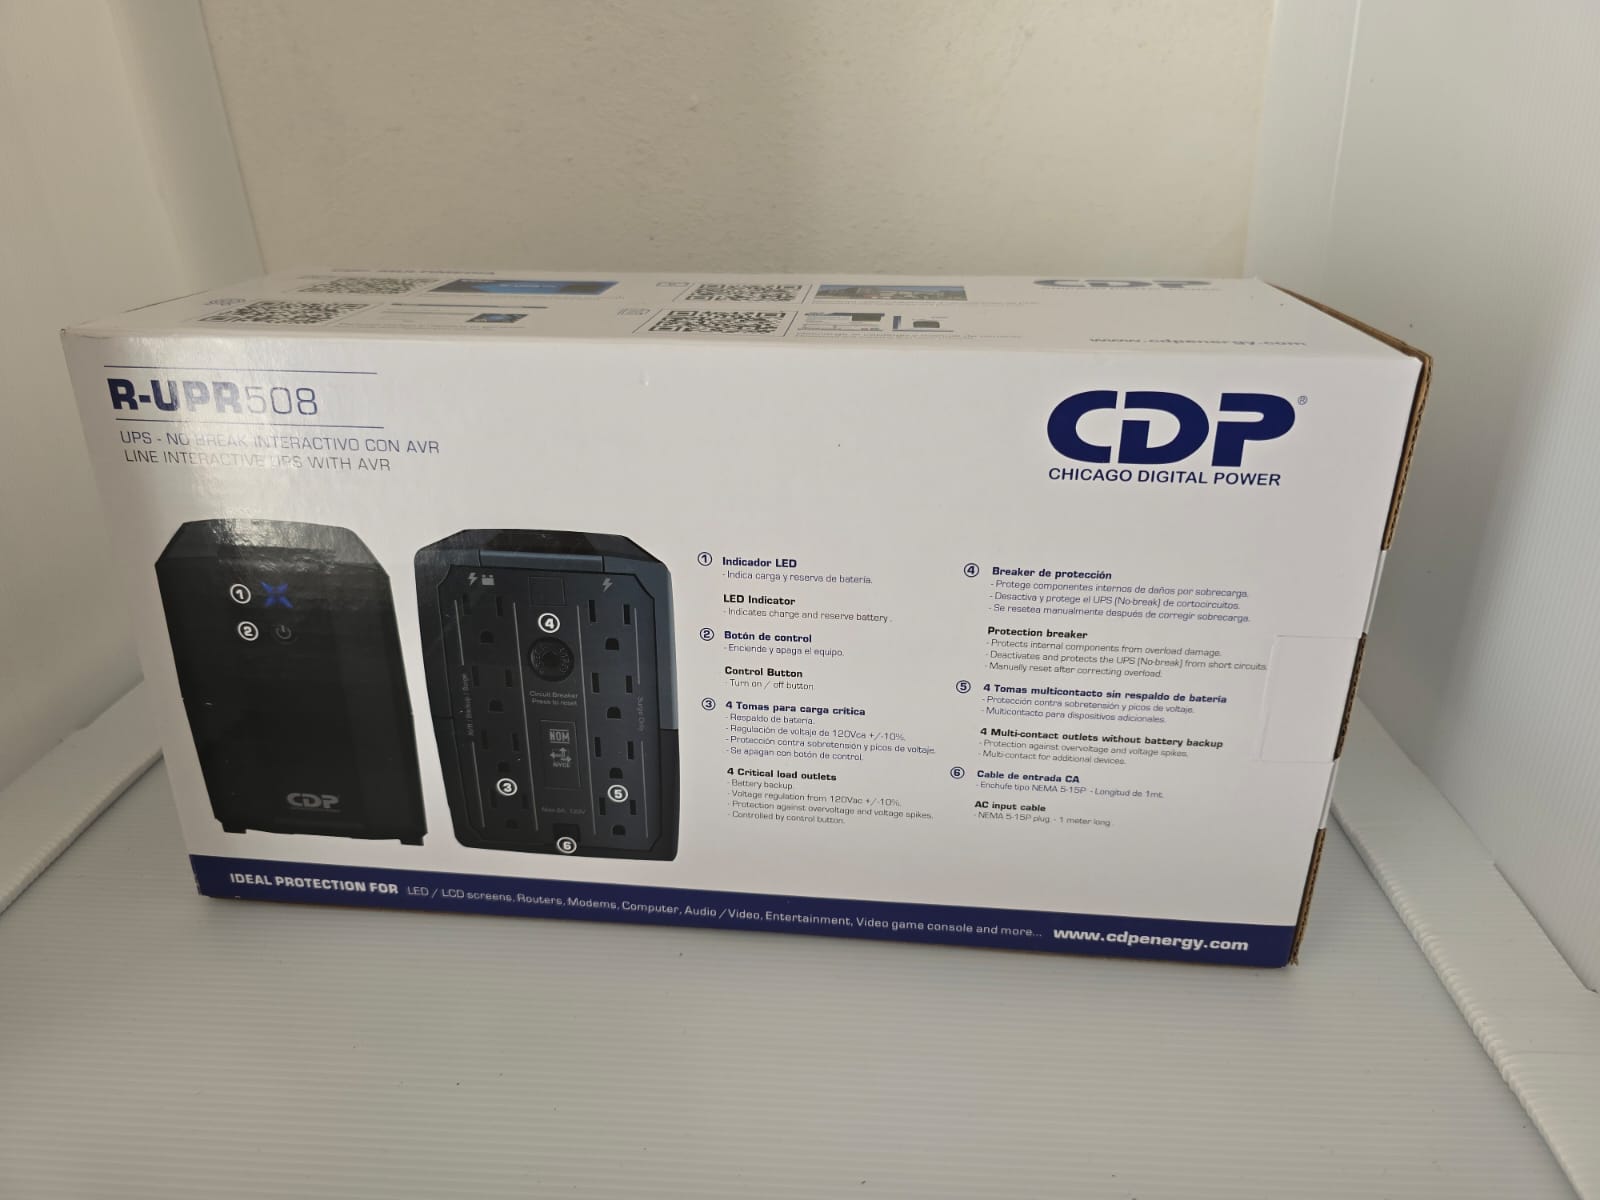 CDP
www.cdpenergy.com
R-UPR508
UPS - NO BREAK INTERACTIVO CON AVR
LINE INTERACTIVE UPS WITH AVR
CDP®
CHICAGO DIGITAL POWER
1
2
CDP
4
Circuit Breaker
Press to reset
AVR - Backup - Surge
Surge Only
NOM
NYCE
3
5
6
1 Indicador LED
- Indica carga y reserva de batería.
LED Indicator
- Indicates charge and reserve battery.
2 Botón de control
- Enciende y apaga el equipo.
Control Button
- Turn on / off button
3 4 Tomas para carga crítica
- Respaldo de batería.
- Regulación de voltaje de 120Vca +/-10%.
- Protección contra sobretensión y picos de voltaje.
- Se apagan con botón de control.
4 Critical load outlets
- Battery backup.
- Voltage regulation from 120Vac +/-10%.
- Protection against overvoltage and voltage spikes.
- Controlled by control button.
4 Breaker de protección
- Protege componentes internos de daños por sobrecarga.
- Desactiva y protege el UPS (No-break) de cortocircuitos.
- Se resetea manualmente después de corregir sobrecarga.
Protection breaker
- Protects internal components from overload damage.
- Deactivates and protects the UPS (No-break) from short circuits.
- Manually reset after correcting overload.
5 4 Tomas multicontacto sin respaldo de batería
- Protección contra sobretensión y picos de voltaje.
- Multicontacto para dispositivos adicionales.
4 Multi-contact outlets without battery backup
- Protection against overvoltage and voltage spikes.
- Multi-contact for additional devices.
6 Cable de entrada CA
- Enchufe tipo NEMA 5-15P - Longitud de 1mt.
AC input cable
- NEMA 5-15P plug - 1 meter long.
IDEAL PROTECTION FOR LED / LCD screens, Routers, Modems, Computer, Audio / Video, Entertainment, Video game console and more... www.cdpenergy.com